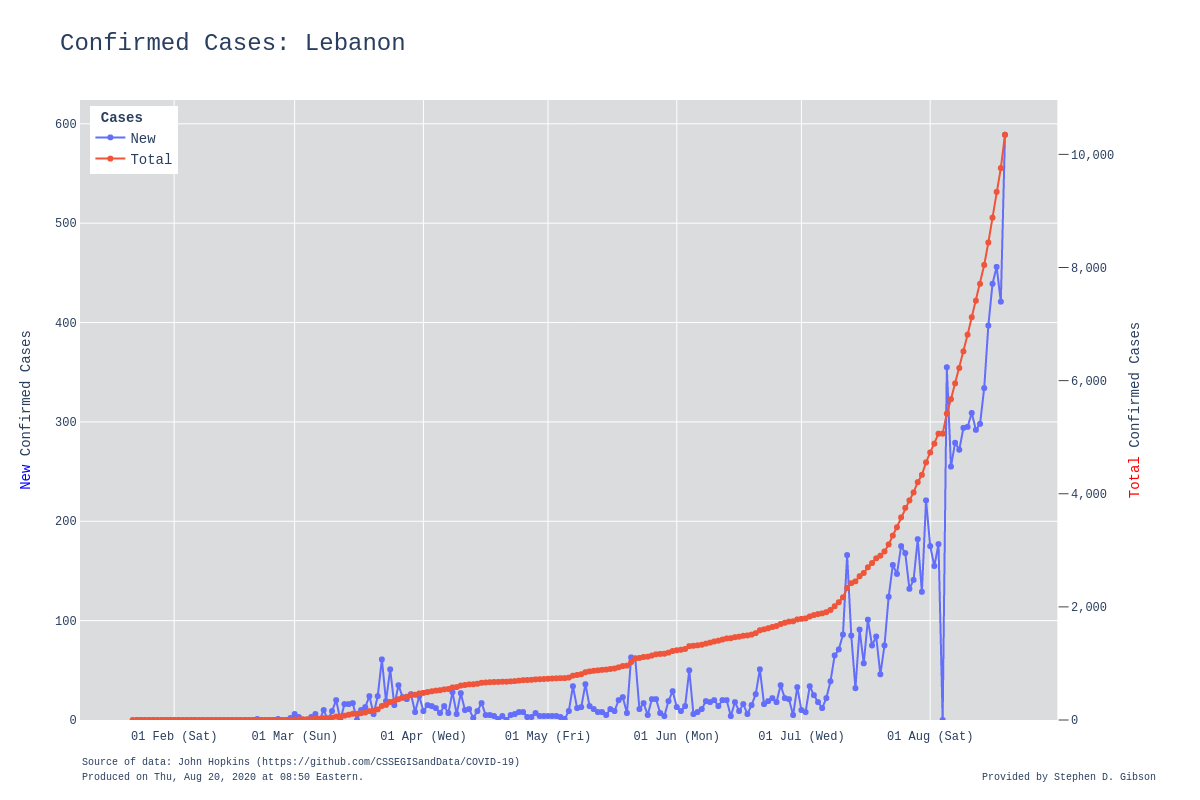 Confirmed Cases: Lebanon
Cases
New
Total
600
500
400
300
200
100
0
10,000
8,000
6,000
4,000
2,000
0
New Confirmed Cases
Total Confirmed Cases
01 Feb (Sat)
01 Mar (Sun)
01 Apr (Wed)
01 May (Fri)
01 Jun (Mon)
01 Jul (Wed)
01 Aug (Sat)
Source of data: John Hopkins (https://github.com/CSSEGISandData/COVID-19)
Produced on Thu, Aug 20, 2020 at 08:50 Eastern.
Provided by Stephen D. Gibson